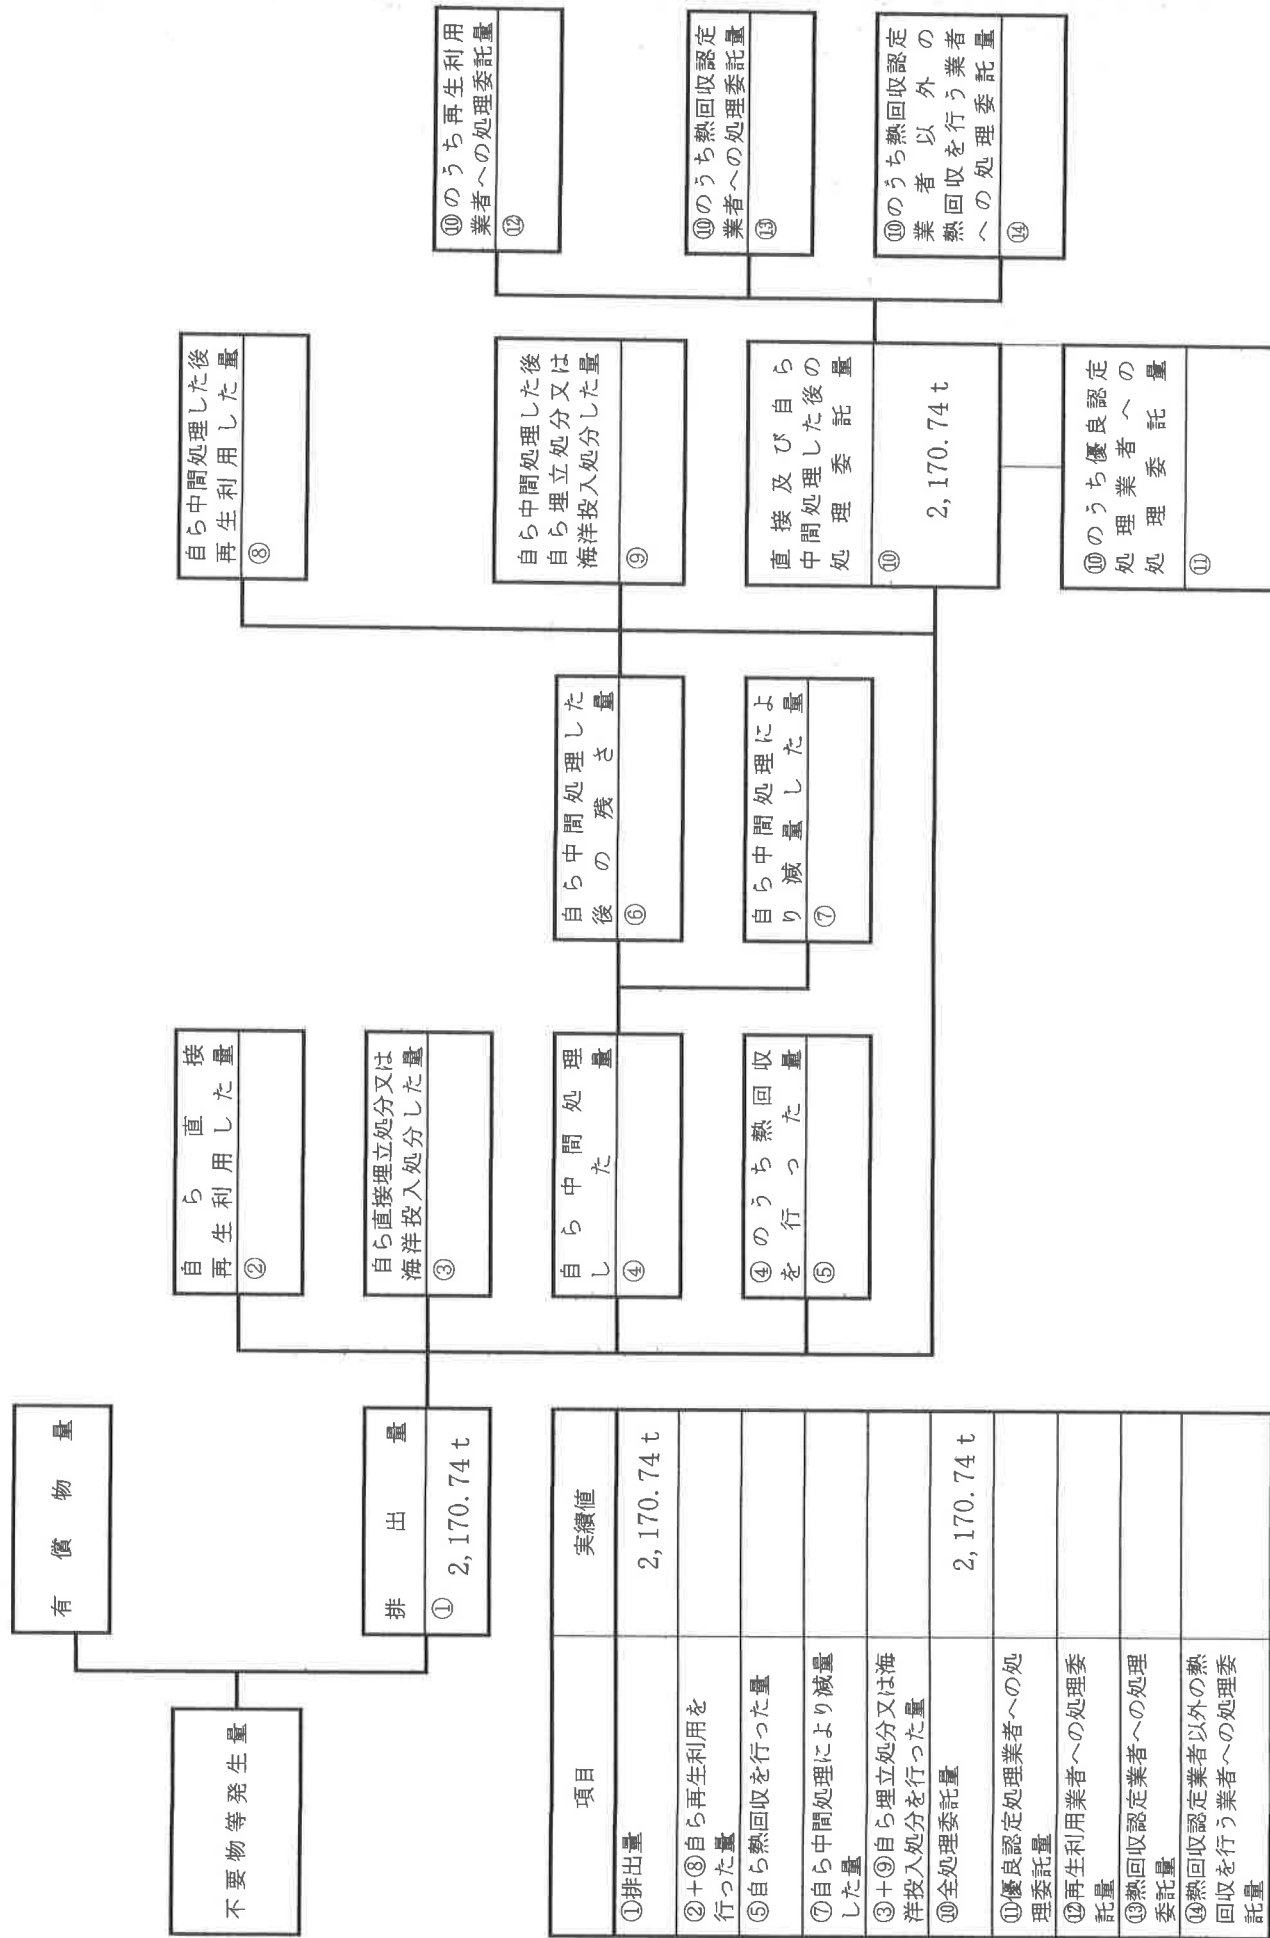 不要物等発生量
有償物量
排出量
① 2,170.74t
自ら直接
再生利用した量
②
自ら直接埋立処分又は
海洋投入処分した量
③
自ら中間処理
した量
④
④のうち熱回収
を行った量
⑤
自ら中間処理した
後の残さ量
⑥
自ら中間処理によ
り減量した量
⑦
自ら中間処理した後
再生利用した量
⑧
自ら中間処理した後
自ら埋立処分又は
海洋投入処分した量
⑨
直接及び自ら
中間処理した後の
処理委託量
⑩
2,170.74t
⑩のうち優良認定
処理業者への
処理委託量
⑪
⑩のうち再生利用
業者への処理委託量
⑫
⑩のうち熱回収認定
業者への処理委託量
⑬
⑩のうち熱回収認定
業者以外の
熱回収を行う業者
への処理委託量
⑭
項目 実績値
①排出量 2,170.74t
②+⑧自ら再生利用を
行った量
⑤自ら熱回収を行った量
⑦自ら中間処理により減量
した量
③+⑨自ら埋立処分又は海
洋投入処分を行った量
⑩全処理委託量 2,170.74t
⑪優良認定処理業者への処
理委託量
⑫再生利用業者への処理委
託量
⑬熱回収認定業者への処理
委託量
⑭熱回収認定業者以外の熱
回収を行う業者への処理委
託量